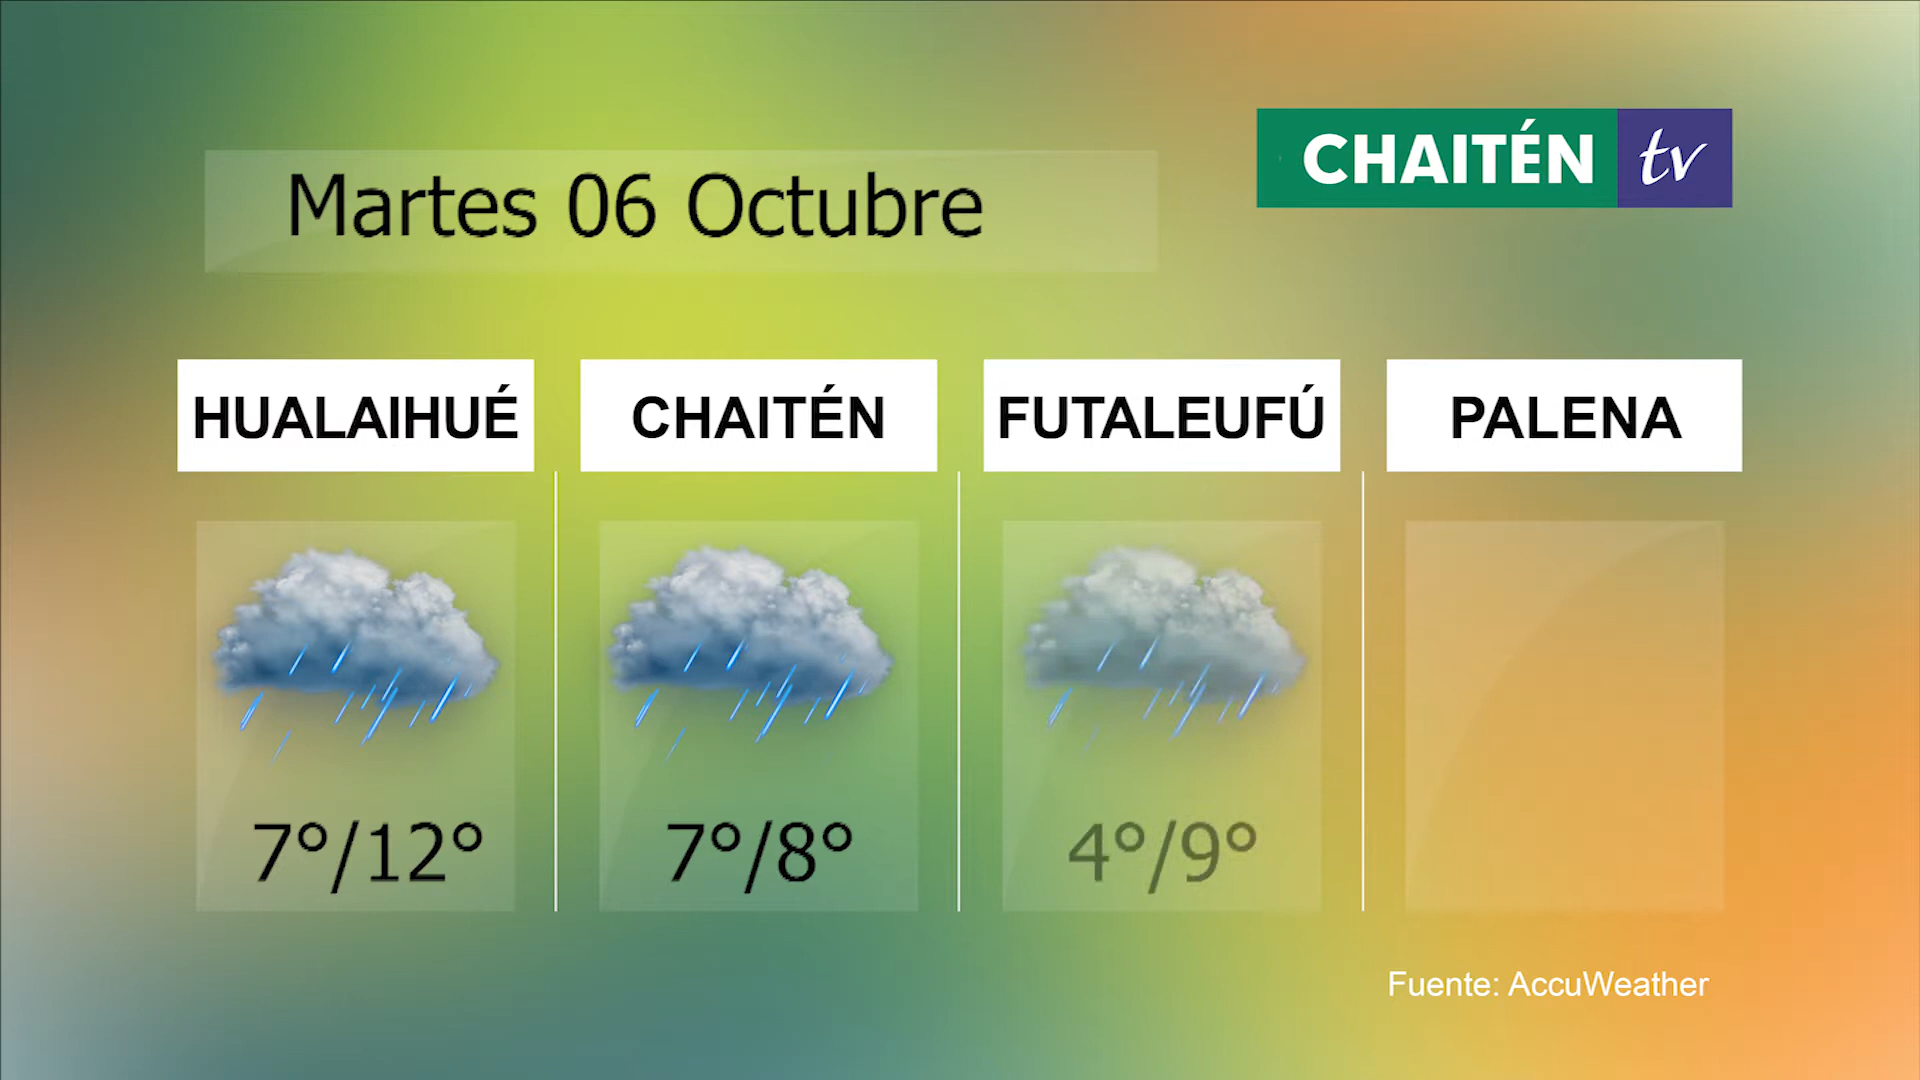 CHAITÉN tv
Martes 06 Octubre
HUALAIHUÉ
CHAITÉN
FUTALEUFÚ
PALENA
7°/12°
7°/8°
4°/9°
Fuente: AccuWeather